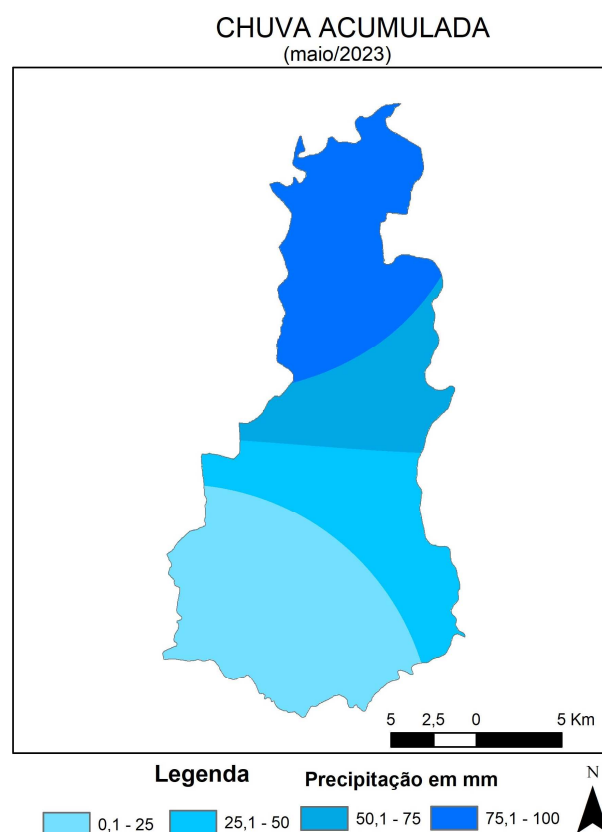 CHUVA ACUMULADA
(maio/2023)
5 2,5 0 5 Km
Legenda Precipitação em mm
N
0,1 - 25 25,1 - 50 50,1 - 75 75,1 - 100